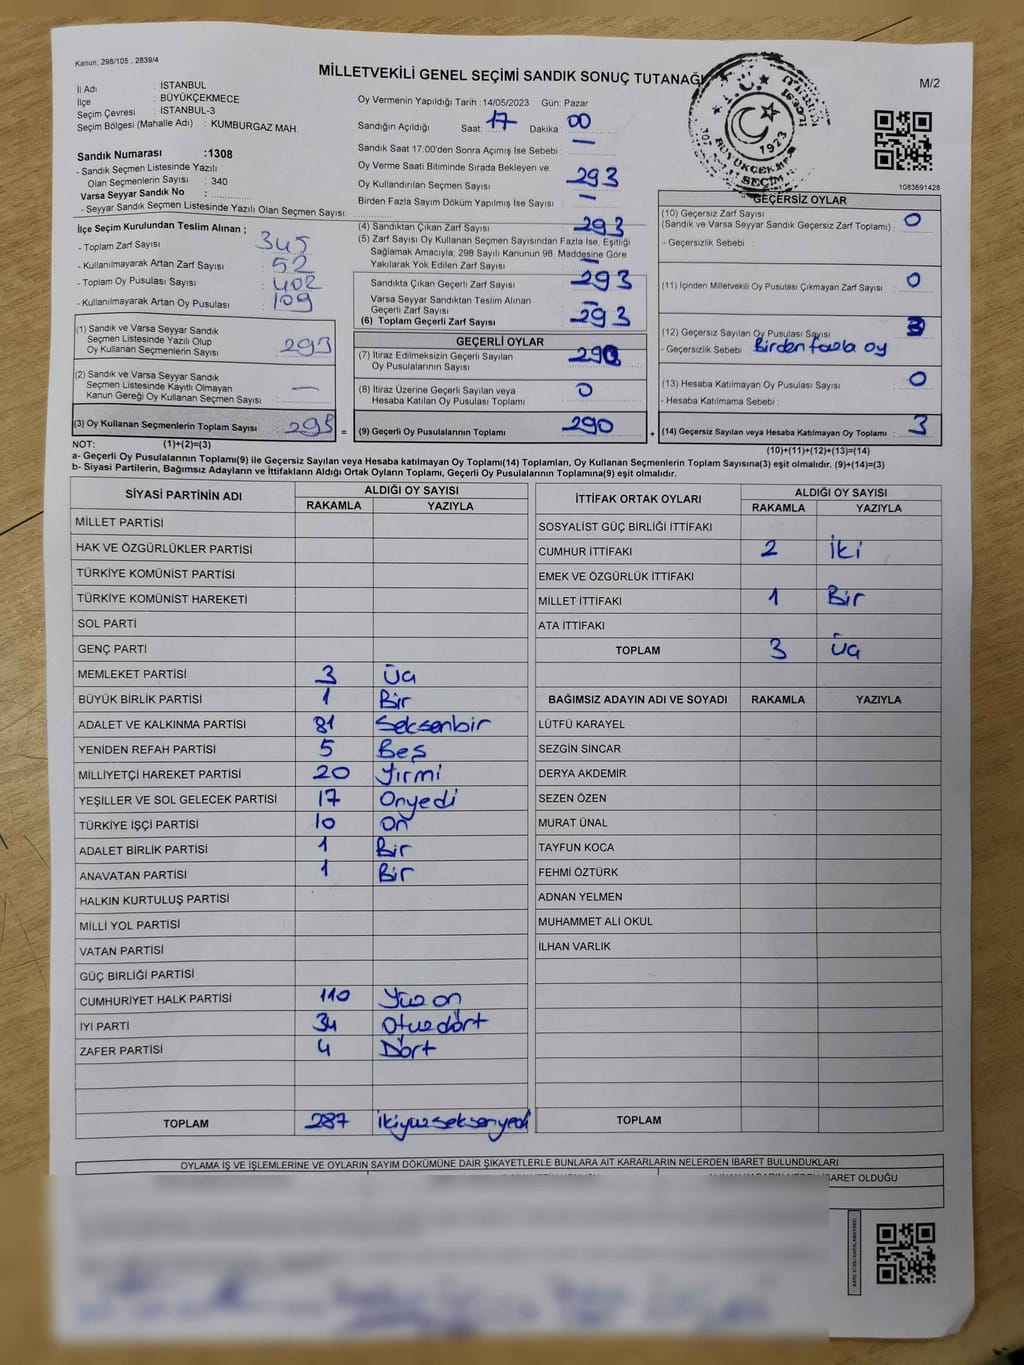 Kanun; 298/105 , 2839/4
MİLLETVEKİLİ GENEL SEÇİMİ SANDIK SONUÇ TUTANAĞI
M/2
İl Adı : İSTANBUL
İlçe : BÜYÜKÇEKMECE
Seçim Çevresi : İSTANBUL-3
Seçim Bölgesi (Mahalle Adı) : KUMBURGAZ MAH.
Sandık Numarası :1308
- Sandık Seçmen Listesinde Yazılı
Olan Seçmenlerin Sayısı : 340
Varsa Seyyar Sandık No :
- Seyyar Sandık Seçmen Listesinde Yazılı Olan Seçmen Sayısı:
Oy Vermenin Yapıldığı Tarih :14/05/2023 Gün: Pazar
Sandığın Açıldığı Saat: 17 Dakika : 00
Sandık Saat 17:00'den Sonra Açımış İse Sebebi : —
Oy Verme Saati Bitiminde Sırada Bekleyen ve
Oy Kullandırılan Seçmen Sayısı : 293
Birden Fazla Sayım Döküm Yapılmış İse Sayısı : —
1923
SEÇİM
1083691428
İlçe Seçim Kurulundan Teslim Alınan ;
- Toplam Zarf Sayısı : 345
- Kullanılmayarak Artan Zarf Sayısı : 52
- Toplam Oy Pusulası Sayısı : 402
- Kullanılmayarak Artan Oy Pusulası : 109
(4) Sandıktan Çıkan Zarf Sayısı : 293
(5) Zarf Sayısı Oy Kullanan Seçmen Sayısından Fazla İse, Eşitliği
Sağlamak Amacıyla, 298 Sayılı Kanunun 98. Maddesine Göre
Yakılarak Yok Edilen Zarf Sayısı : —
Sandıkta Çıkan Geçerli Zarf Sayısı : 293
Varsa Seyyar Sandıktan Teslim Alınan
Geçerli Zarf Sayısı : —
(6) Toplam Geçerli Zarf Sayısı : 293
GEÇERSİZ OYLAR
(10) Geçersiz Zarf Sayısı
(Sandık ve Varsa Seyyar Sandık Geçersiz Zarf Toplamı) : 0
- Geçersizlik Sebebi :
(11) İçinden Milletvekili Oy Pusulası Çıkmayan Zarf Sayısı : 0
(12) Geçersiz Sayılan Oy Pusulası Sayısı : 3
- Geçersizlik Sebebi : Birden fazla oy
(13) Hesaba Katılmayan Oy Pusulası Sayısı : 0
- Hesaba Katılmama Sebebi :
(14) Geçersiz Sayılan veya Hesaba Katılmayan Oy Toplamı : 3
(1) Sandık ve Varsa Seyyar Sandık
Seçmen Listesinde Yazılı Olup
Oy Kullanan Seçmenlerin Sayısı : 293
(2) Sandık ve Varsa Seyyar Sandık
Seçmen Listesinde Kayıtlı Olmayan
Kanun Gereği Oy Kullanan Seçmen Sayısı : —
(3) Oy Kullanan Seçmenlerin Toplam Sayısı : 293 =
GEÇERLİ OYLAR
(7) İtiraz Edilmeksizin Geçerli Sayılan
Oy Pusulalarının Sayısı : 290
(8) İtiraz Üzerine Geçerli Sayılan veya
Hesaba Katılan Oy Pusulası Toplamı : 0
(9) Geçerli Oy Pusulalarının Toplamı : 290 +
NOT: (1)+(2)=(3)
(10)+(11)+(12)+(13)=(14)
a- Geçerli Oy Pusulalarının Toplamı(9) ile Geçersiz Sayılan veya Hesaba katılmayan Oy Toplamı(14) Toplamları, Oy Kullanan Seçmenlerin Toplam Sayısına(3) eşit olmalıdır. (9)+(14)=(3)
b- Siyasi Partilerin, Bağımsız Adayların ve İttifakların Aldığı Ortak Oyların Toplamı, Geçerli Oy Pusulalarının Toplamına(9) eşit olmalıdır.
SİYASİ PARTİNİN ADI ALDIĞI OY SAYISI
RAKAMLA YAZIYLA
MİLLET PARTİSİ
HAK VE ÖZGÜRLÜKLER PARTİSİ
TÜRKİYE KOMÜNİST PARTİSİ
TÜRKİYE KOMÜNİST HAREKETİ
SOL PARTİ
GENÇ PARTİ
MEMLEKET PARTİSİ 3 Üç
BÜYÜK BİRLİK PARTİSİ 1 Bir
ADALET VE KALKINMA PARTİSİ 81 Seksenbir
YENİDEN REFAH PARTİSİ 5 Beş
MİLLİYETÇİ HAREKET PARTİSİ 20 Yirmi
YEŞİLLER VE SOL GELECEK PARTİSİ 17 Onyedi
TÜRKİYE İŞÇİ PARTİSİ 10 On
ADALET BİRLİK PARTİSİ 1 Bir
ANAVATAN PARTİSİ 1 Bir
HALKIN KURTULUŞ PARTİSİ
MİLLİ YOL PARTİSİ
VATAN PARTİSİ
GÜÇ BİRLİĞİ PARTİSİ
CUMHURİYET HALK PARTİSİ 110 Yüz on
İYİ PARTİ 34 Otuz dört
ZAFER PARTİSİ 4 Dört
TOPLAM 287 ikiyüzseksenyedi
İTTİFAK ORTAK OYLARI ALDIĞI OY SAYISI
RAKAMLA YAZIYLA
SOSYALİST GÜÇ BİRLİĞİ İTTİFAKI
CUMHUR İTTİFAKI 2 İki
EMEK VE ÖZGÜRLÜK İTTİFAKI
MİLLET İTTİFAKI 1 Bir
ATA İTTİFAKI
TOPLAM 3 Üç
BAĞIMSIZ ADAYIN ADI VE SOYADI RAKAMLA YAZIYLA
LÜTFÜ KARAYEL
SEZGİN SİNCAR
DERYA AKDEMİR
SEZEN ÖZEN
MURAT ÜNAL
TAYFUN KOCA
FEHMİ ÖZTÜRK
ADNAN YELMEN
MUHAMMET ALİ OKUL
İLHAN VARLIK
TOPLAM
OYLAMA İŞ VE İŞLEMLERİNE VE OYLARIN SAYIM DÖKÜMÜNE DAİR ŞİKAYETLERLE BUNLARA AİT KARARLARIN NELERDEN İBARET BULUNDUKLARI
İBARET OLDUĞU